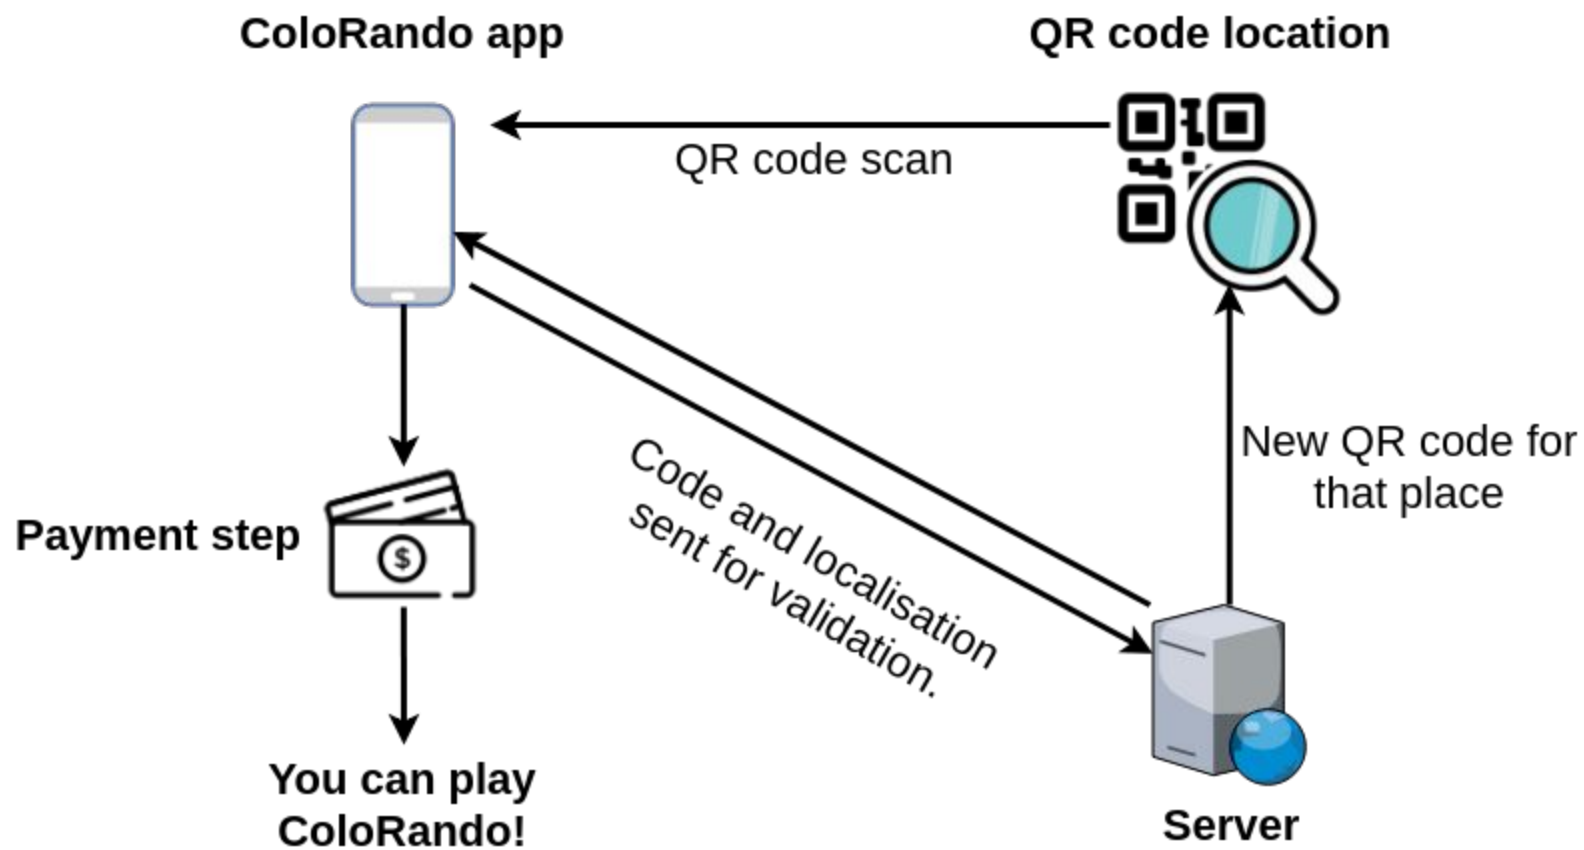 ColoRando app
QR code location
QR code scan
New QR code for
that place
Code and localisation
sent for validation.
Payment step
$
You can play
ColoRando!
Server